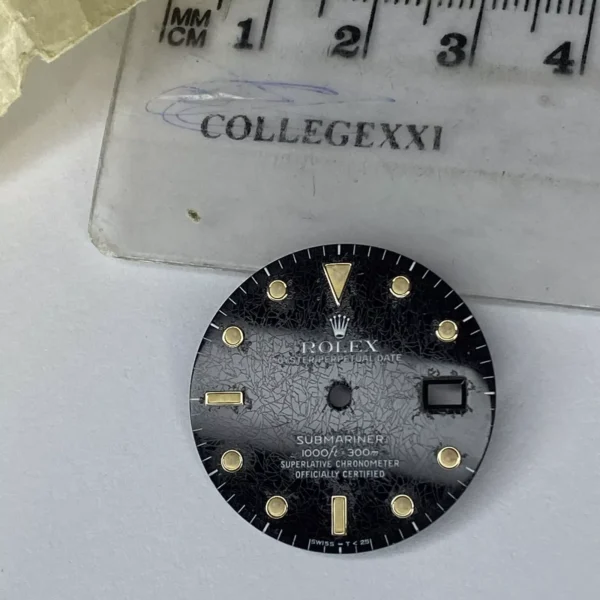 MM
CM
1 2 3 4
COLLEGEXXI
ROLEX
OYSTER PERPETUAL DATE
SUBMARINER
1000ft = 300m
SUPERLATIVE CHRONOMETER
OFFICIALLY CERTIFIED
SWISS - T < 25